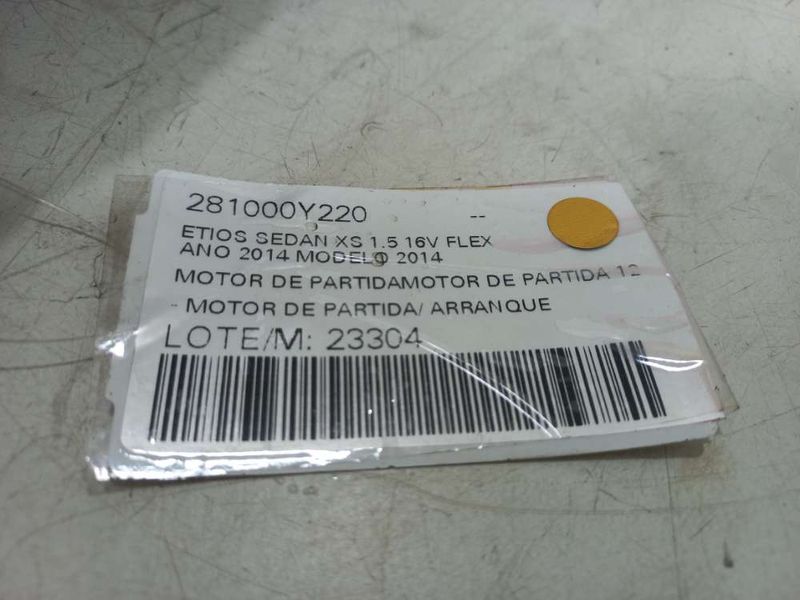 281000Y220 --
ETIOS SEDAN XS 1.5 16V FLEX
ANO 2014 MODELO 2014
MOTOR DE PARTIDAMOTOR DE PARTIDA 12
- MOTOR DE PARTIDA/ ARRANQUE
LOTE/M: 23304